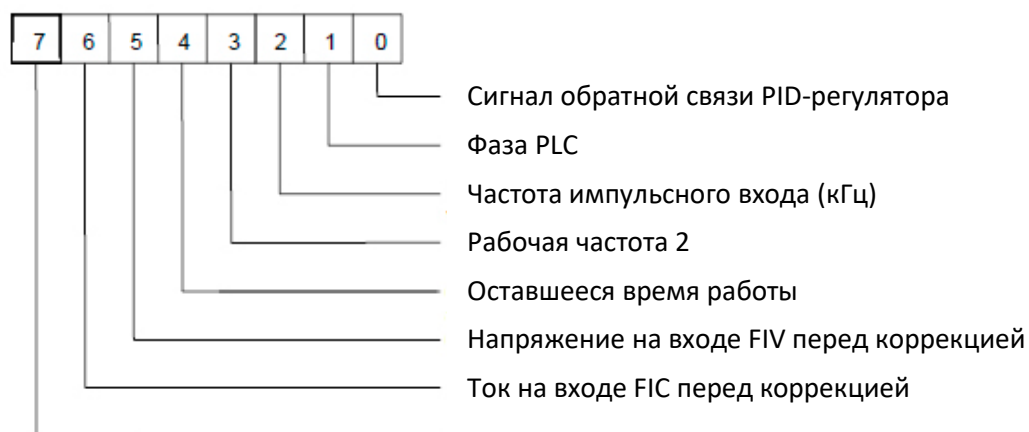 7 6 5 4 3 2 1 0
Сигнал обратной связи PID-регулятора
Фаза PLC
Частота импульсного входа (кГц)
Рабочая частота 2
Оставшееся время работы
Напряжение на входе FIV перед коррекцией
Ток на входе FIC перед коррекцией